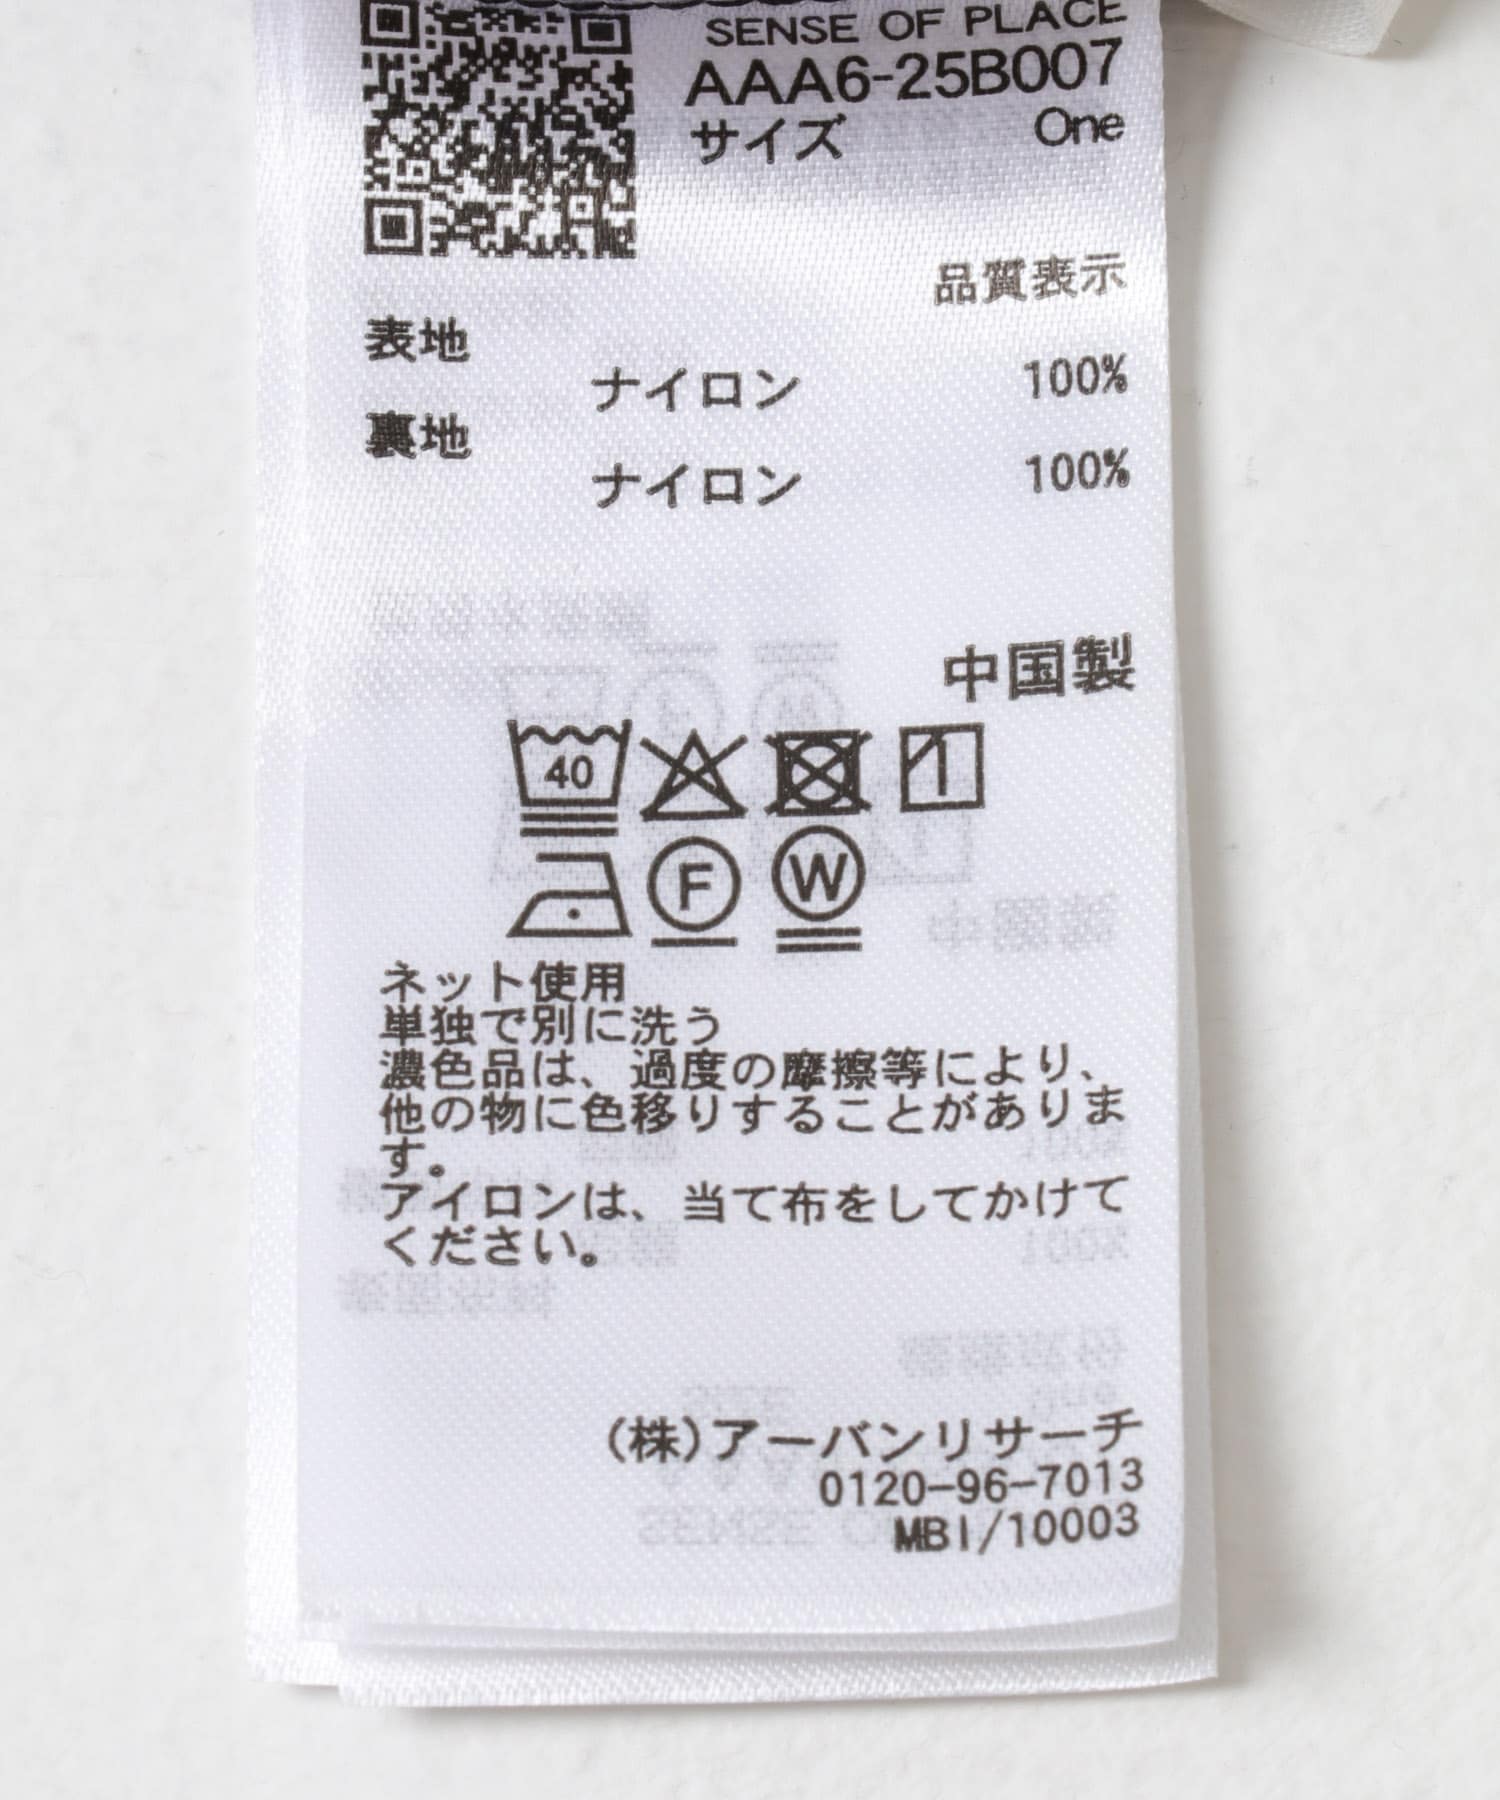 SENSE OF PLACE
AAA6-25B007
サイズ One
品質表示
表地
ナイロン 100%
裏地
ナイロン 100%
中国製
40
F W
ネット使用
単独で別に洗う
濃色品は、過度の摩擦等により、
他の物に色移りすることがありま
す。
アイロンは、当て布をしてかけて
ください。
(株)アーバンリサーチ
0120-96-7013
MBI/10003